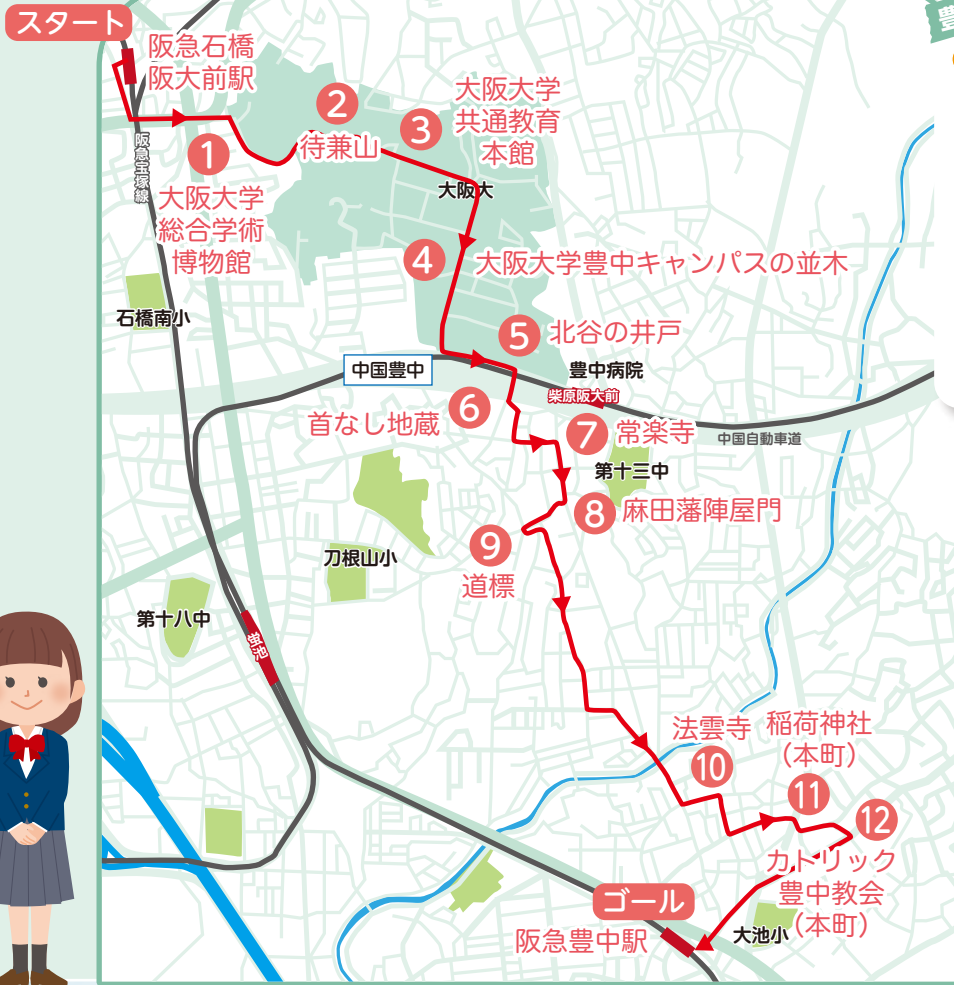 スタート
阪急石橋
阪大前駅
阪急宝塚線
1
大阪大学
総合学術
博物館
2
待兼山
3
大阪大学
共通教育
本館
大阪大
4
大阪大学豊中キャンパスの並木
石橋南小
5
北谷の井戸
中国豊中
豊中病院
柴原阪大前
6
首なし地蔵
7
常楽寺
中国自動車道
第十三中
8
麻田藩陣屋門
9
道標
刀根山小
第十八中
蛍池
法雲寺
10
稲荷神社
(本町)
11
12
カトリック
豊中教会
(本町)
大池小
ゴール
阪急豊中駅